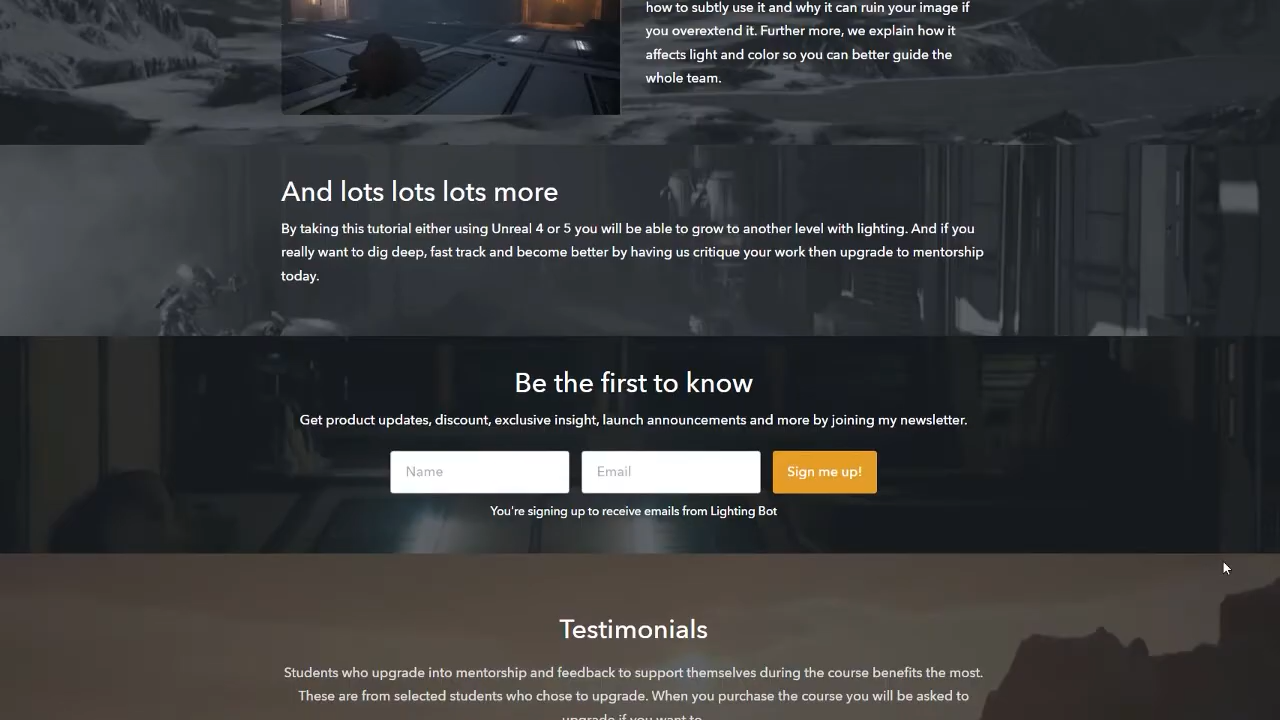 how to subtly use it and why it can ruin your image if
you overextend it. Further more, we explain how it
affects light and color so you can better guide the
whole team.
And lots lots lots more
By taking this tutorial either using Unreal 4 or 5 you will be able to grow to another level with lighting. And if you
really want to dig deep, fast track and become better by having us critique your work then upgrade to mentorship
today.
Be the first to know
Get product updates, discount, exclusive insight, launch announcements and more by joining my newsletter.
Name Email Sign me up!
You're signing up to receive emails from Lighting Bot
Testimonials
Students who upgrade into mentorship and feedback to support themselves during the course benefits the most.
These are from selected students who chose to upgrade. When you purchase the course you will be asked to
upgrade if you want to.